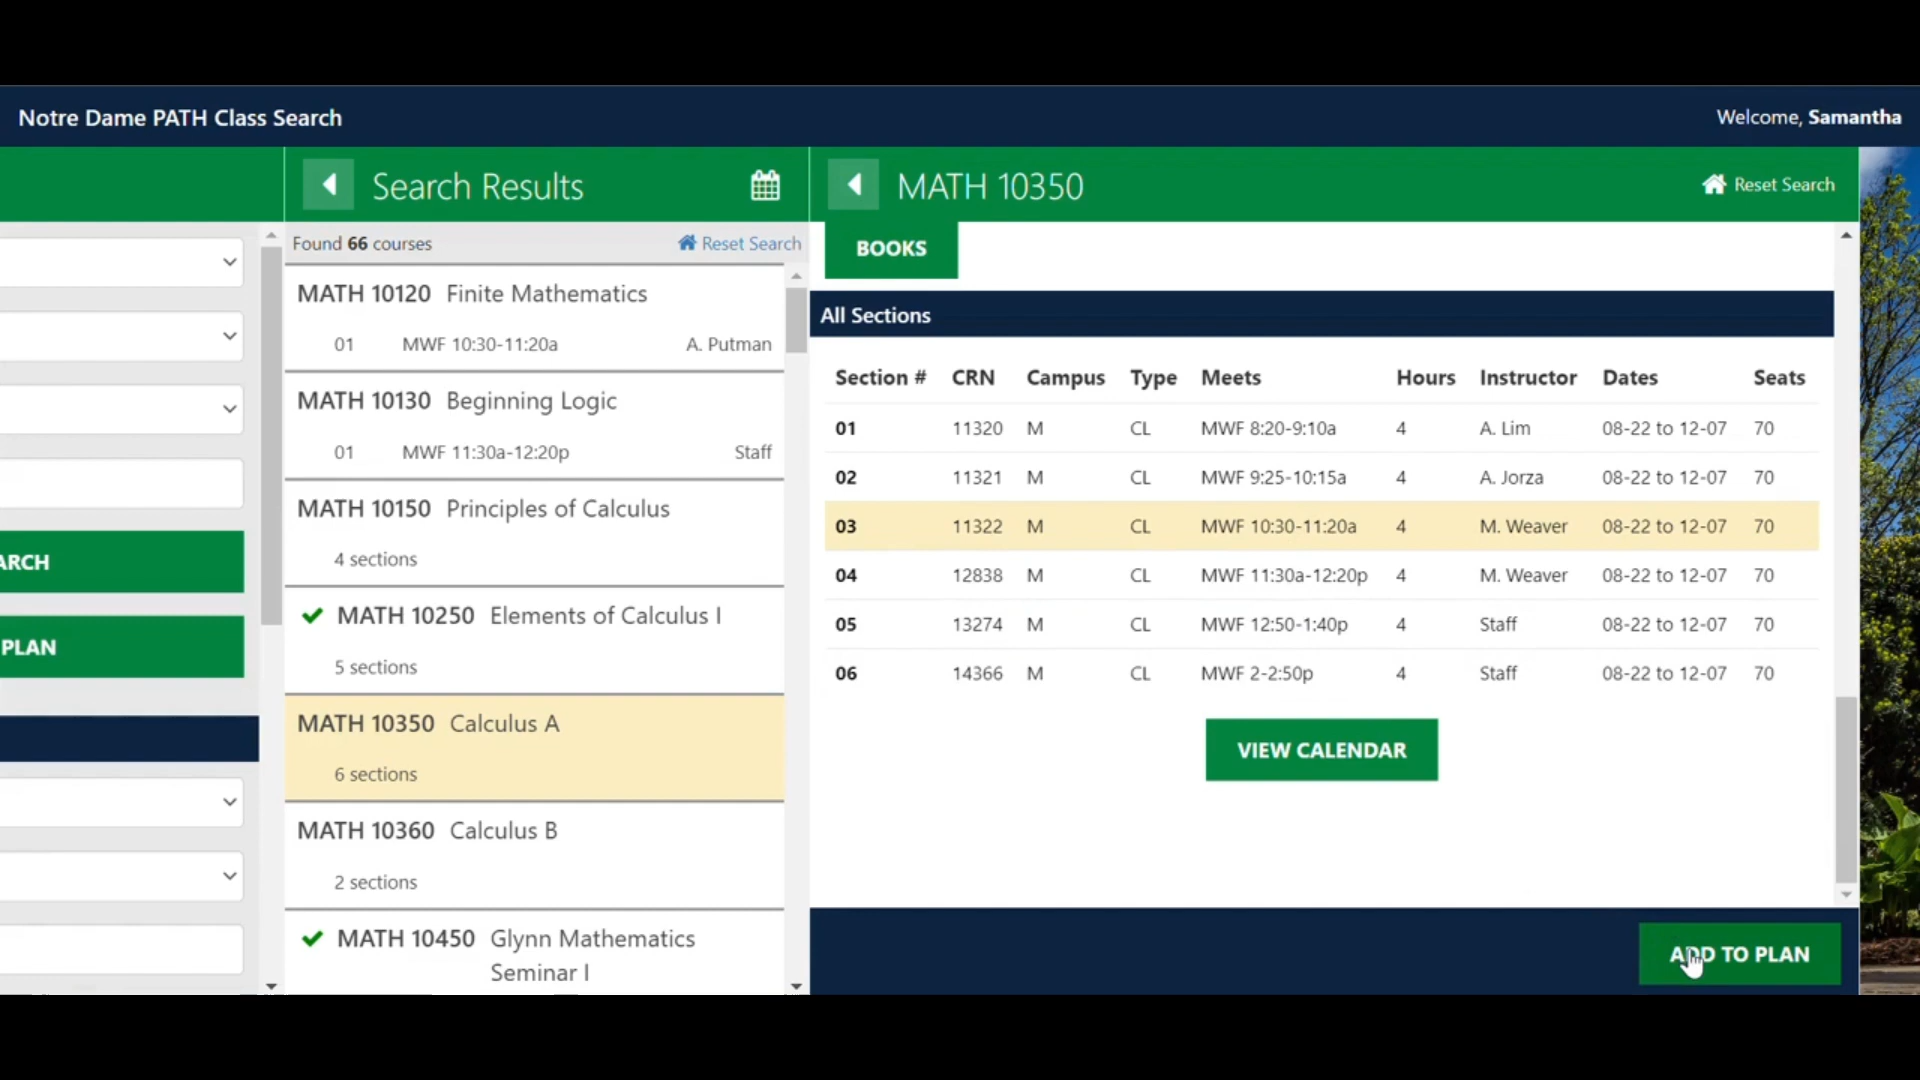 Notre Dame PATH Class Search
Welcome, Samantha
Search Results
MATH 10350
Reset Search
Found 66 courses
Reset Search
MATH 10120 Finite Mathematics
01 MWF 10:30-11:20a A. Putman
MATH 10130 Beginning Logic
01 MWF 11:30a-12:20p Staff
MATH 10150 Principles of Calculus
4 sections
MATH 10250 Elements of Calculus I
5 sections
MATH 10350 Calculus A
6 sections
MATH 10360 Calculus B
2 sections
MATH 10450 Glynn Mathematics
Seminar I
ARCH
PLAN
BOOKS
All Sections
Section # CRN Campus Type Meets Hours Instructor Dates Seats
01 11320 M CL MWF 8:20-9:10a 4 A. Lim 08-22 to 12-07 70
02 11321 M CL MWF 9:25-10:15a 4 A. Jorza 08-22 to 12-07 70
03 11322 M CL MWF 10:30-11:20a 4 M. Weaver 08-22 to 12-07 70
04 12838 M CL MWF 11:30a-12:20p 4 M. Weaver 08-22 to 12-07 70
05 13274 M CL MWF 12:50-1:40p 4 Staff 08-22 to 12-07 70
06 14366 M CL MWF 2-2:50p 4 Staff 08-22 to 12-07 70
VIEW CALENDAR
ADD TO PLAN